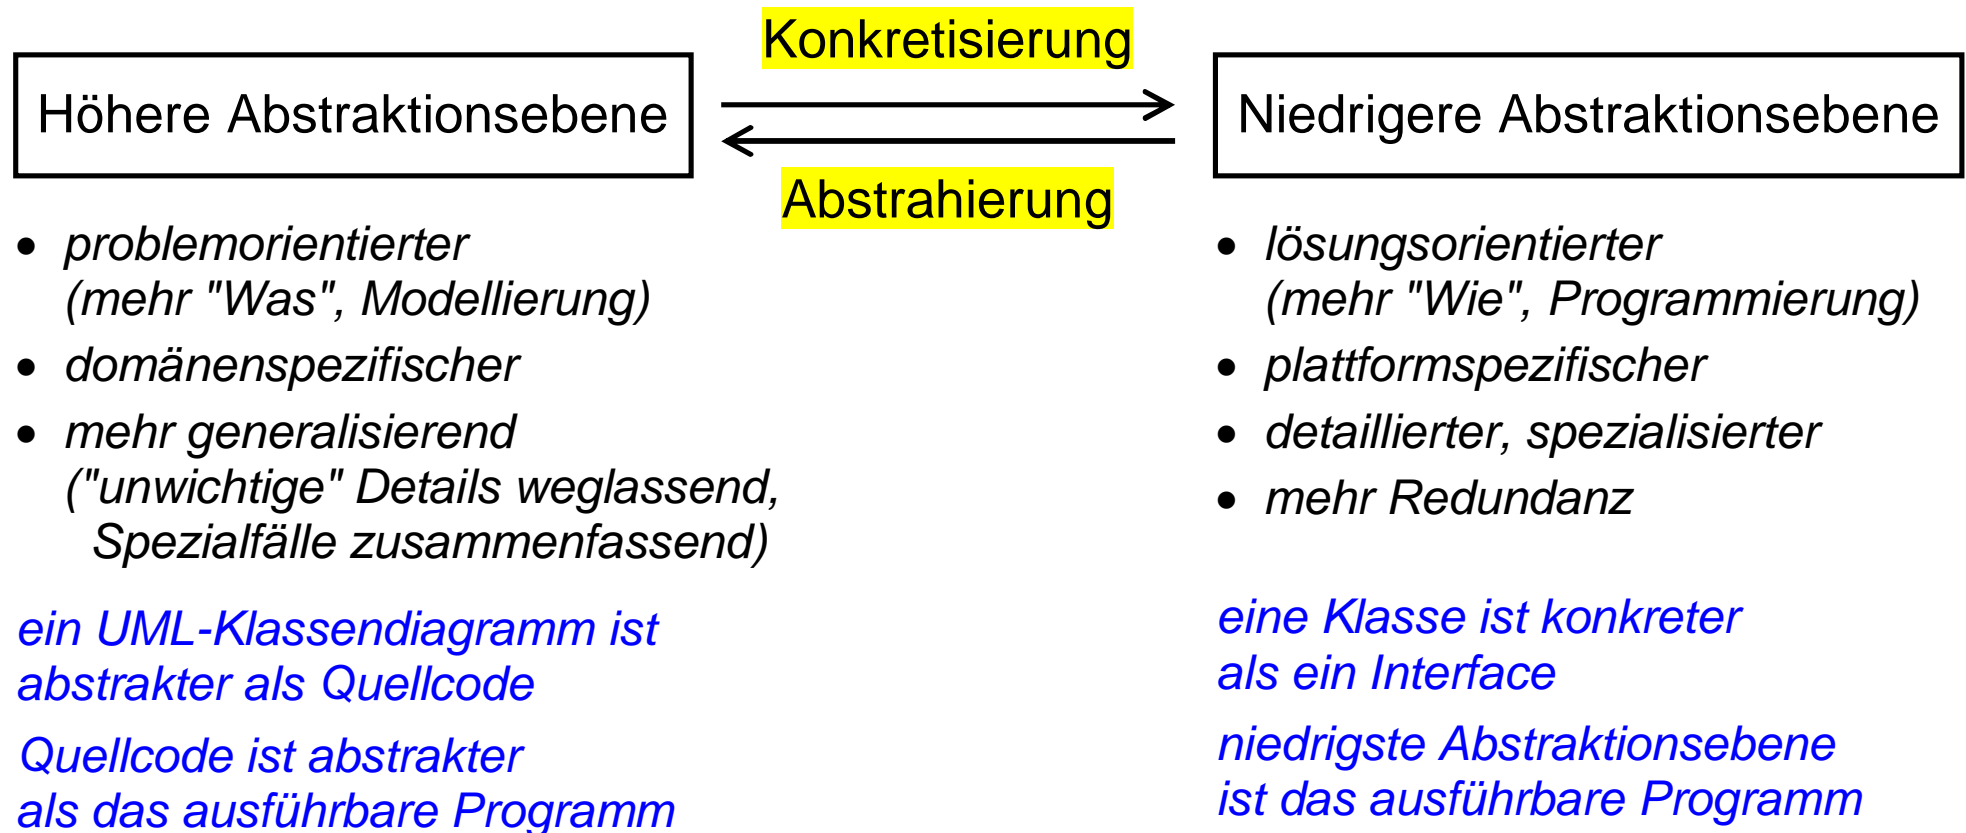 Konkretisierung
Höhere Abstraktionsebene
Niedrigere Abstraktionsebene
Abstrahierung
• problemorientierter
(mehr "Was", Modellierung)
• domänenspezifischer
• mehr generalisierend
("unwichtige" Details weglassend,
Spezialfälle zusammenfassend)
ein UML-Klassendiagramm ist
abstrakter als Quellcode
Quellcode ist abstrakter
als das ausführbare Programm
• lösungsorientierter
(mehr "Wie", Programmierung)
• plattformspezifischer
• detaillierter, spezialisierter
• mehr Redundanz
eine Klasse ist konkreter
als ein Interface
niedrigste Abstraktionsebene
ist das ausführbare Programm